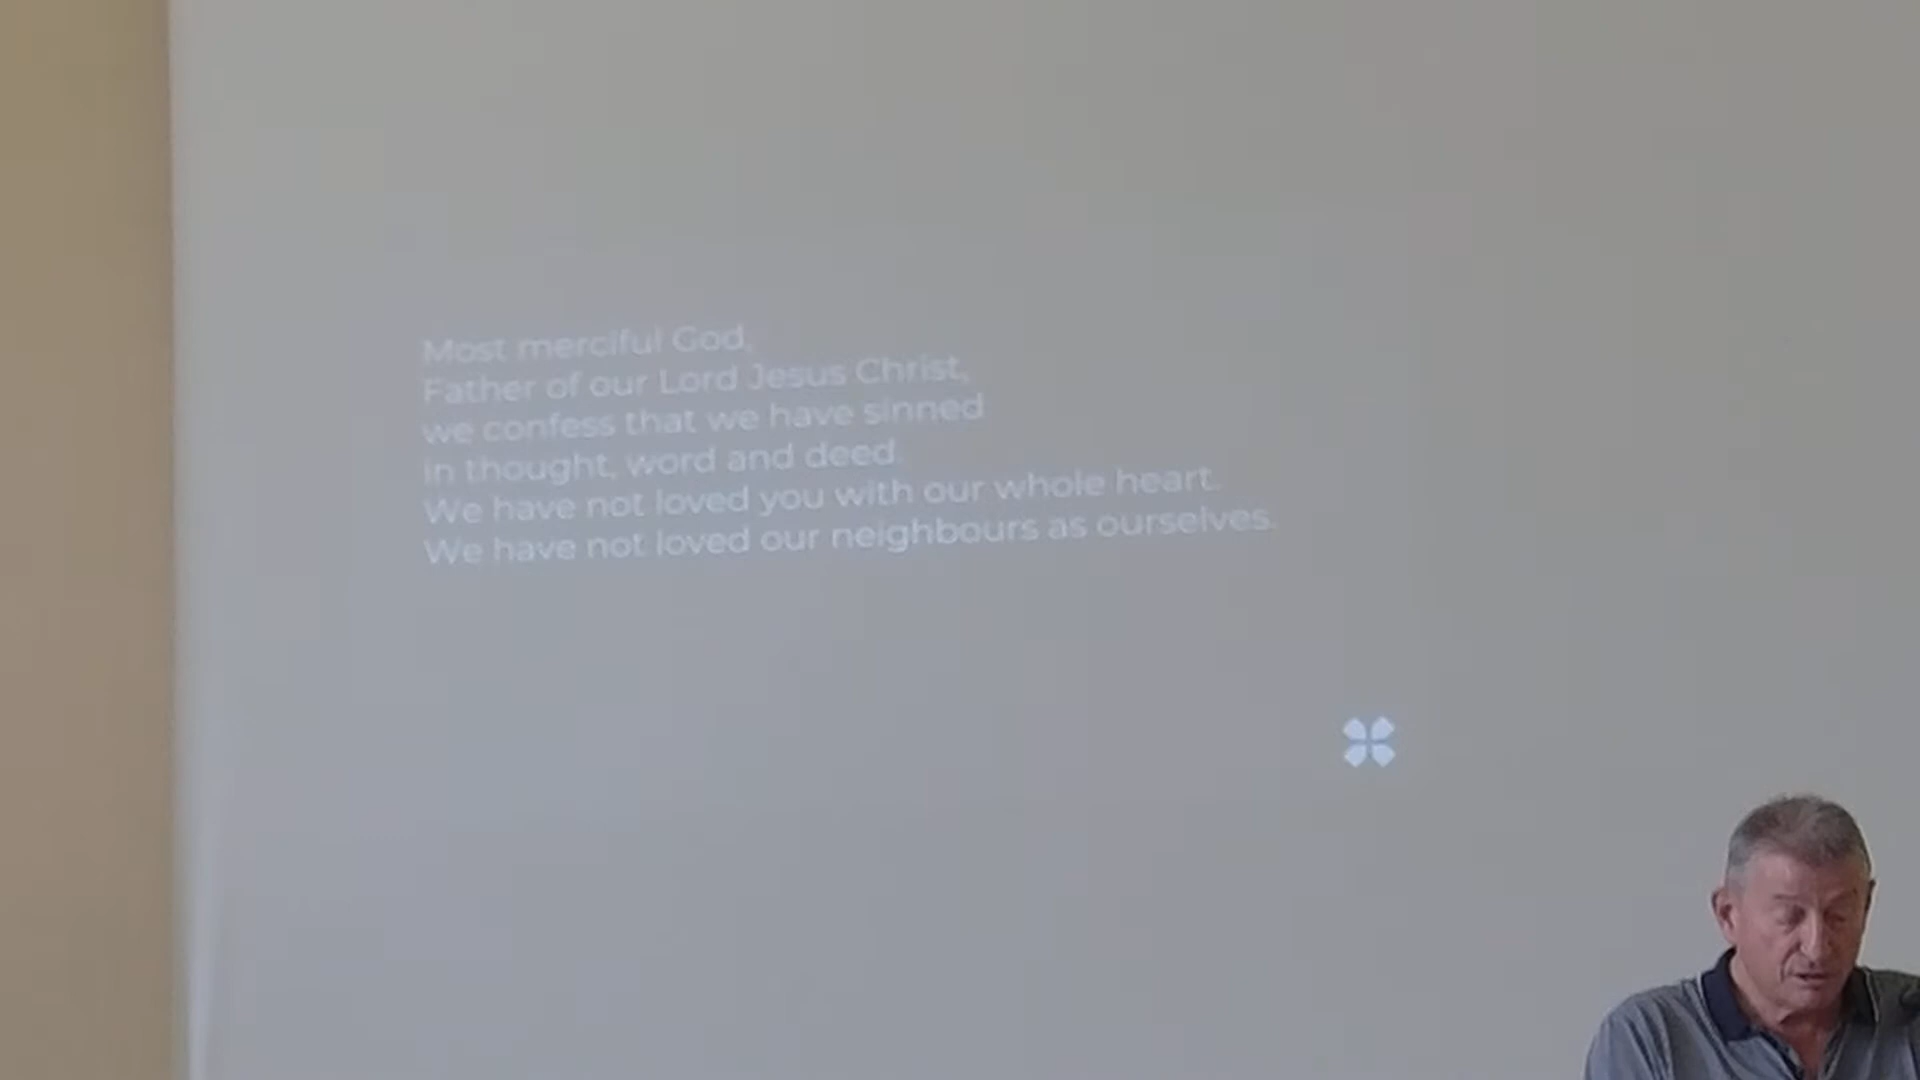 Most merciful God,
Father of our Lord Jesus Christ,
we confess that we have sinned
in thought, word and deed.
We have not loved you with our whole heart.
We have not loved our neighbours as ourselves.